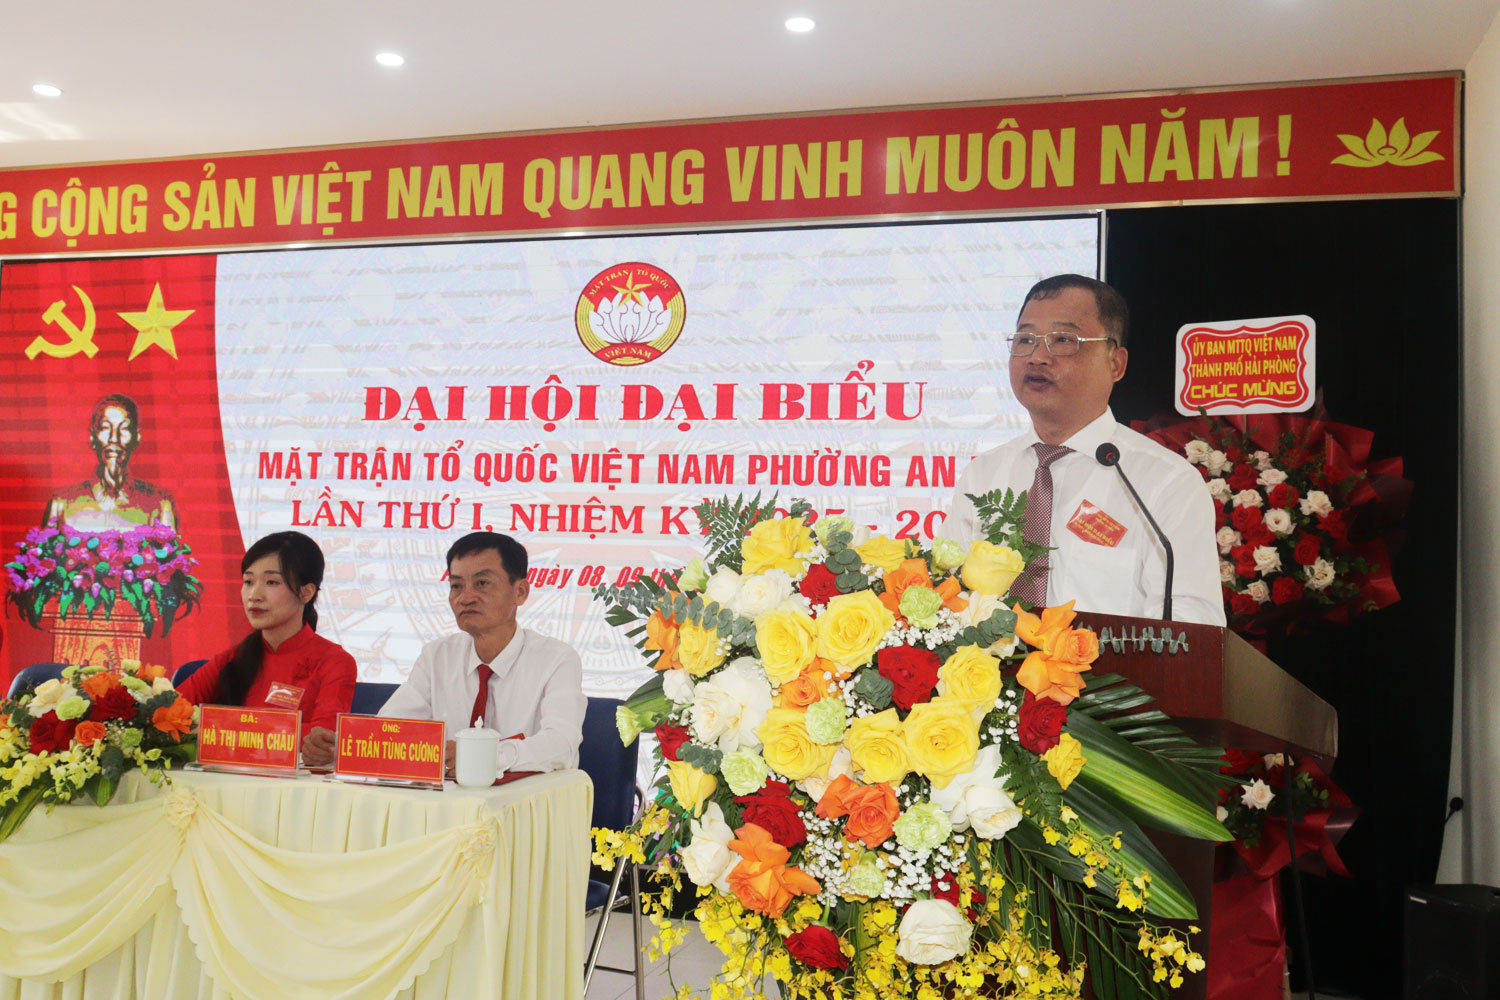 CỘNG SẢN VIỆT NAM QUANG VINH MUÔN NĂM!
MẶT TRẬN TỔ QUỐC
VIỆT NAM
ĐẠI HỘI ĐẠI BIỂU
MẶT TRẬN TỔ QUỐC VIỆT NAM PHƯỜNG AN
LẦN THỨ I, NHIỆM KỲ 2025 - 20
ngày 08, 09
ỦY BAN MTTQ VIỆT NAM
THÀNH PHỐ HẢI PHÒNG
CHÚC MỪNG
BÀ:
HÀ THỊ MINH CHÂU
ÔNG:
LÊ TRẦN TÙNG CƯƠNG